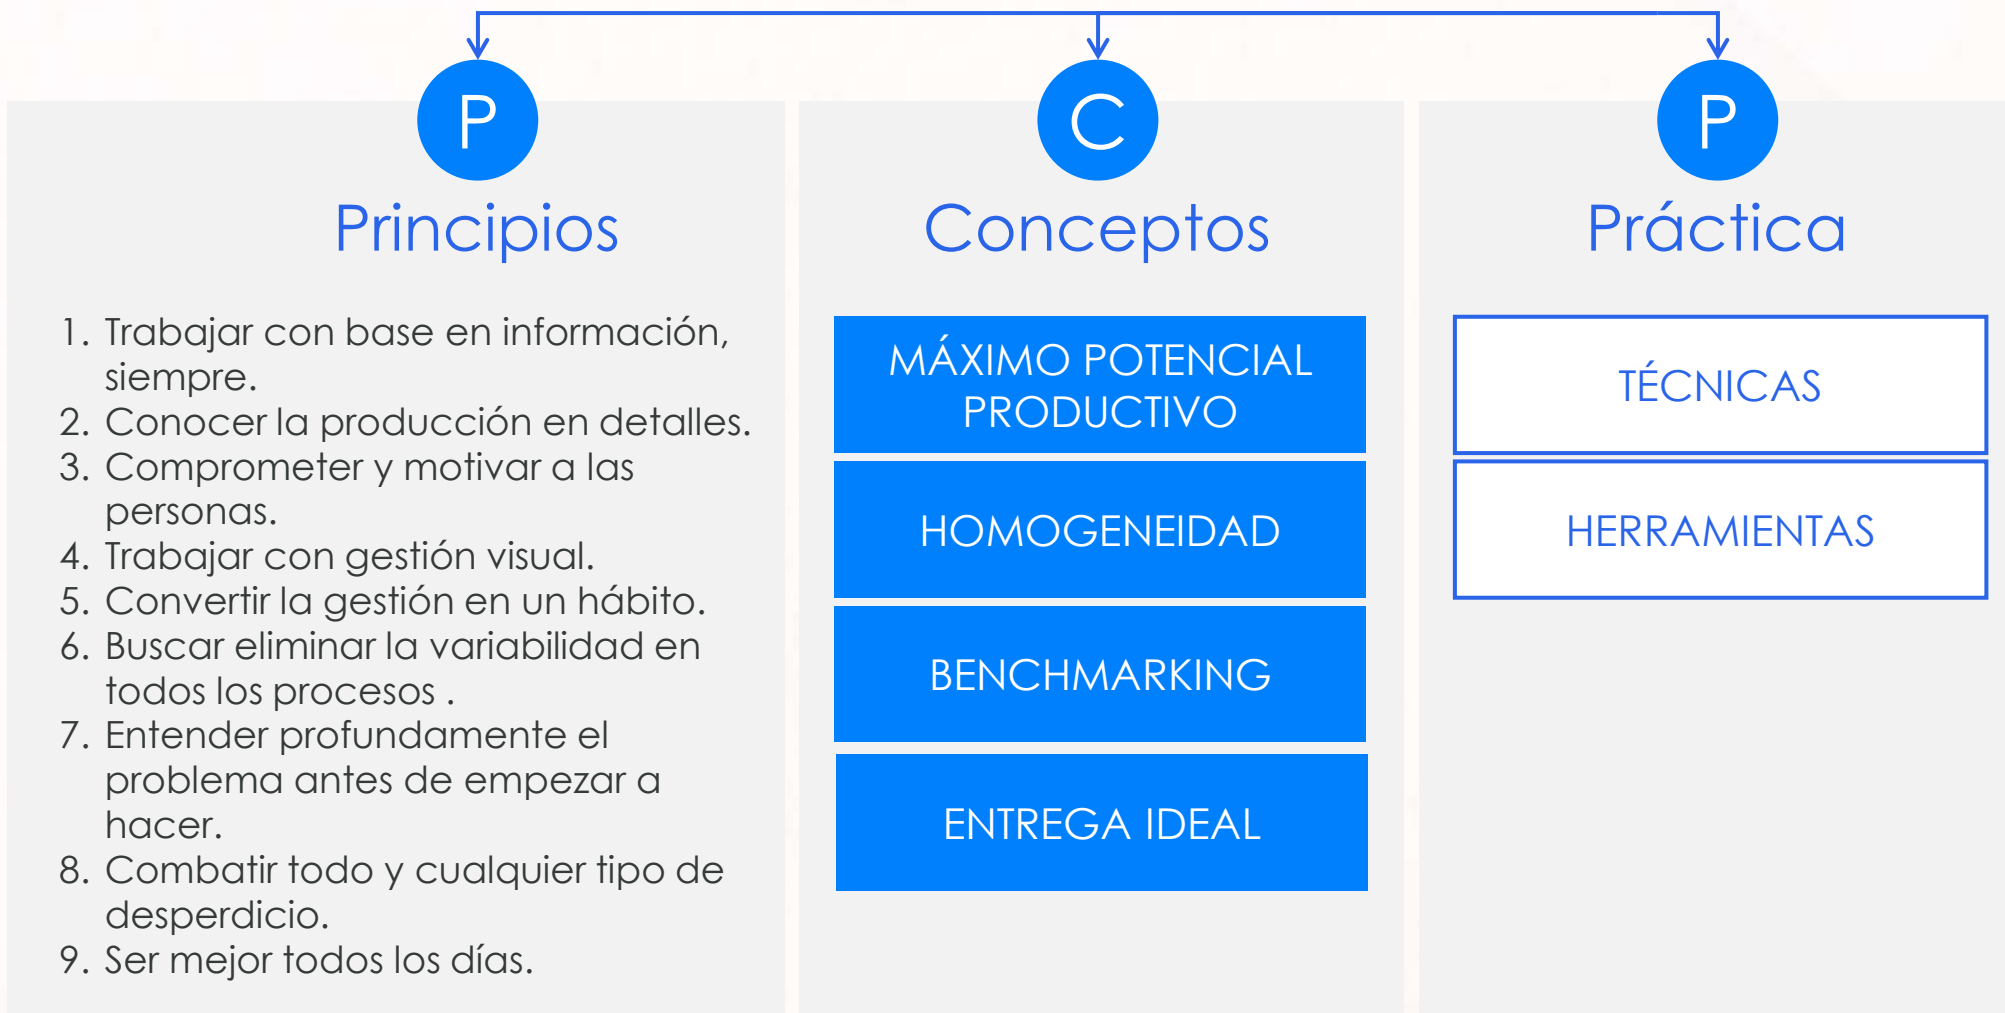 P
Principios
1. Trabajar con base en información,
siempre.
2. Conocer la producción en detalles.
3. Comprometer y motivar a las
personas.
4. Trabajar con gestión visual.
5. Convertir la gestión en un hábito.
6. Buscar eliminar la variabilidad en
todos los procesos .
7. Entender profundamente el
problema antes de empezar a
hacer.
8. Combatir todo y cualquier tipo de
desperdicio.
9. Ser mejor todos los días.
C
Conceptos
MÁXIMO POTENCIAL
PRODUCTIVO
HOMOGENEIDAD
BENCHMARKING
ENTREGA IDEAL
P
Práctica
TÉCNICAS
HERRAMIENTAS